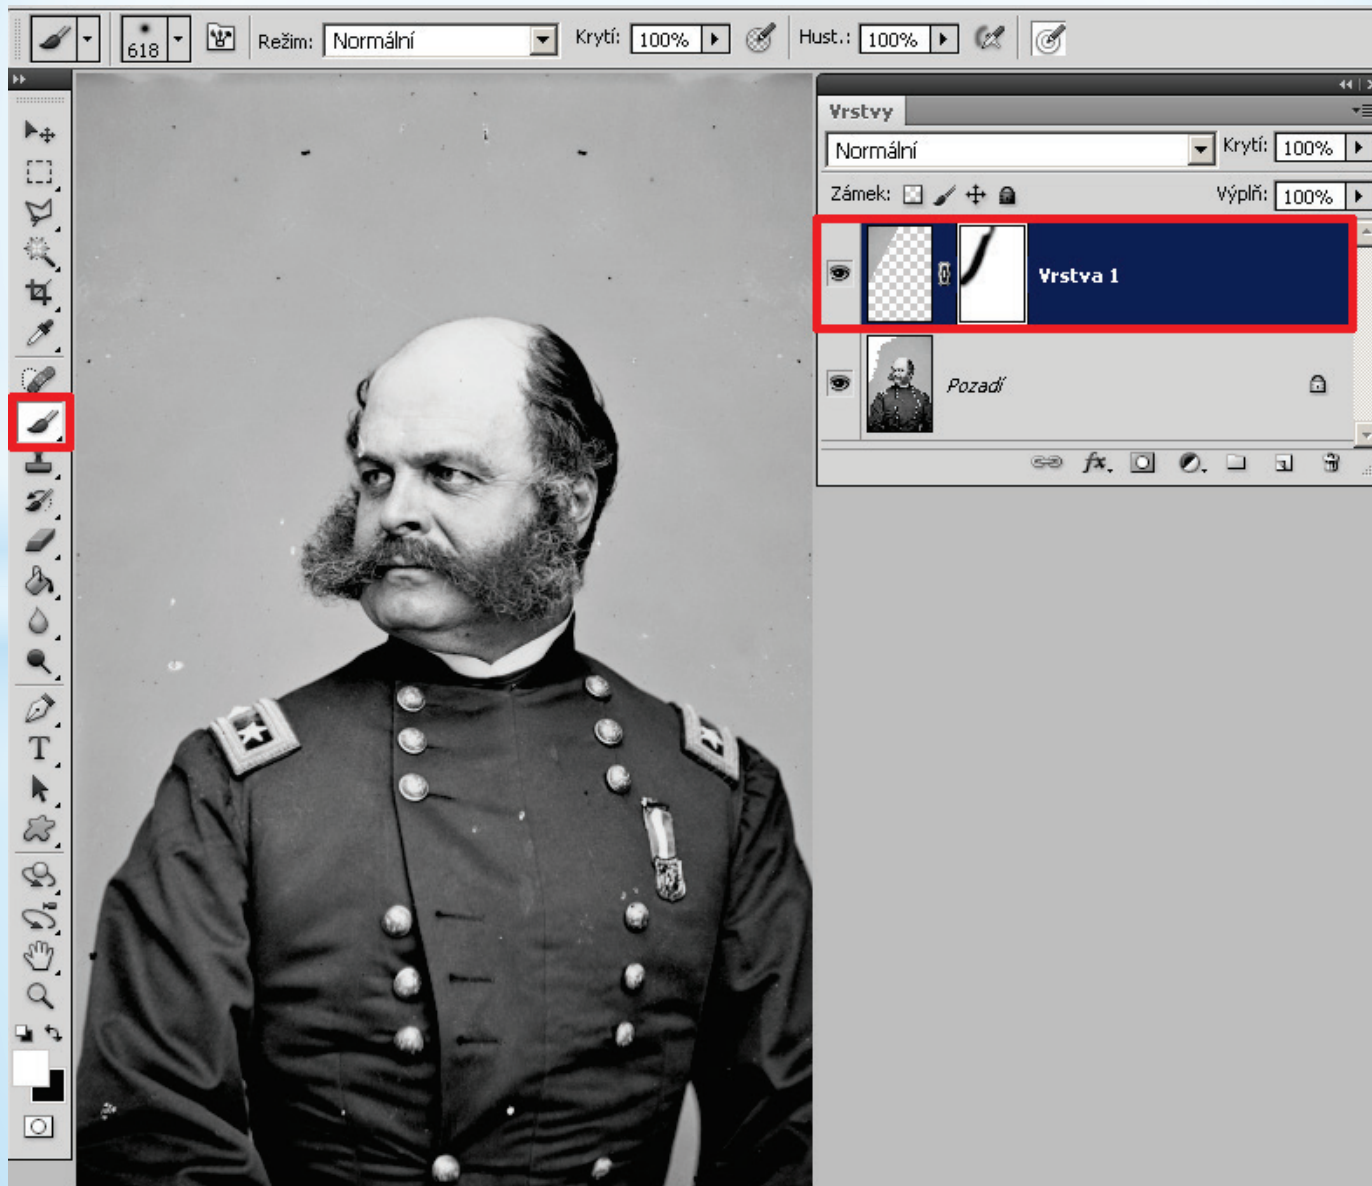 618
Režim: Normální
Krytí: 100%
Hust.: 100%
Vrstvy
Normální
Krytí: 100%
Zámek:
Výplň: 100%
Vrstva 1
Pozadí
fx.
T